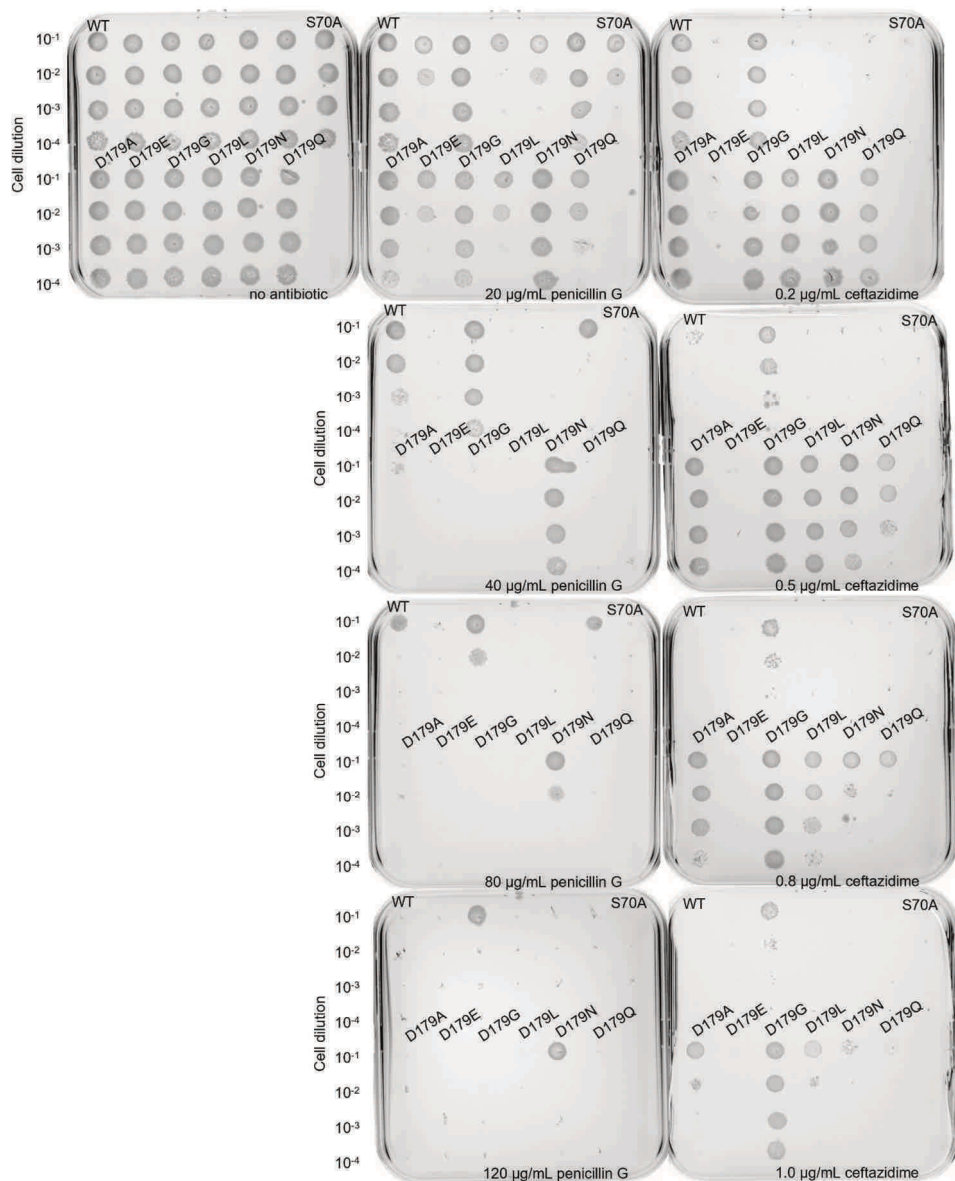 WT S70A WT S70A WT S70A
10⁻¹
10⁻²
10⁻³
10⁻⁴
D179A D179E D179G D179L D179N D179Q D179A D179E D179G D179L D179N D179Q D179A D179E D179G D179L D179N D179Q
10⁻¹
10⁻²
10⁻³
10⁻⁴
Cell dilution
no antibiotic 20 µg/mL penicillin G 0.2 µg/mL ceftazidime
WT S70A WT S70A
10⁻¹
10⁻²
10⁻³
10⁻⁴
D179A D179E D179G D179L D179N D179Q D179A D179E D179G D179L D179N D179Q
10⁻¹
10⁻²
10⁻³
10⁻⁴
Cell dilution
40 µg/mL penicillin G 0.5 µg/mL ceftazidime
WT S70A WT S70A
10⁻¹
10⁻²
10⁻³
10⁻⁴
D179A D179E D179G D179L D179N D179Q D179A D179E D179G D179L D179N D179Q
10⁻¹
10⁻²
10⁻³
10⁻⁴
Cell dilution
80 µg/mL penicillin G 0.8 µg/mL ceftazidime
WT S70A WT S70A
10⁻¹
10⁻²
10⁻³
10⁻⁴
D179A D179E D179G D179L D179N D179Q D179A D179E D179G D179L D179N D179Q
10⁻¹
10⁻²
10⁻³
10⁻⁴
Cell dilution
120 µg/mL penicillin G 1.0 µg/mL ceftazidime